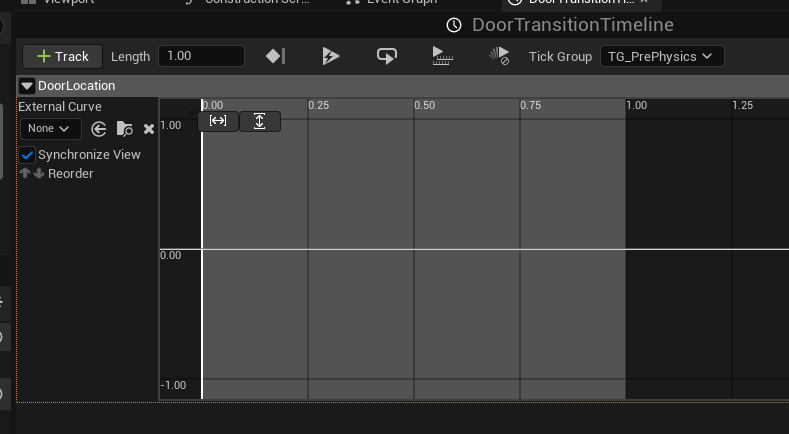 Viewport
Construction Scr...
Event Graph
DoorTransitionTi...
DoorTransitionTimeline
+ Track
Length
1.00
Tick Group
TG_PrePhysics
DoorLocation
External Curve
None
Synchronize View
Reorder
0.00
0.25
0.50
0.75
1.00
1.25
1.00
0.00
-1.00